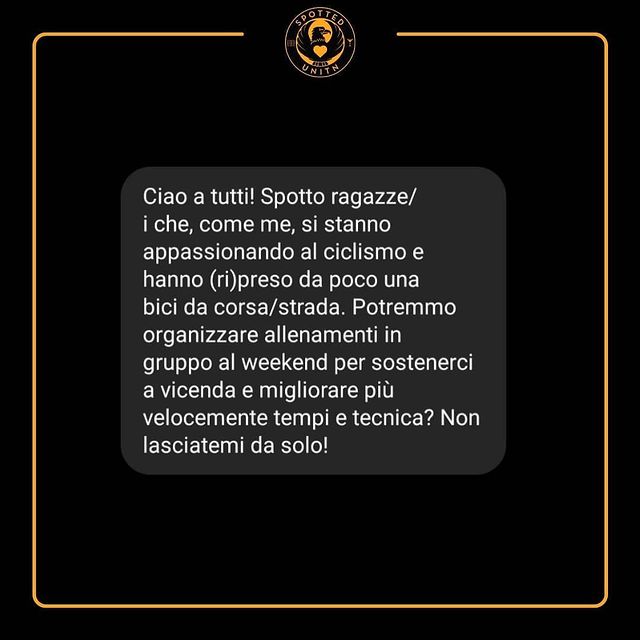 SPOTTED
UNITN
Ciao a tutti! Spotto ragazze/
i che, come me, si stanno
appassionando al ciclismo e
hanno (ri)preso da poco una
bici da corsa/strada. Potremmo
organizzare allenamenti in
gruppo al weekend per sostenerci
a vicenda e migliorare più
velocemente tempi e tecnica? Non
lasciatemi da solo!